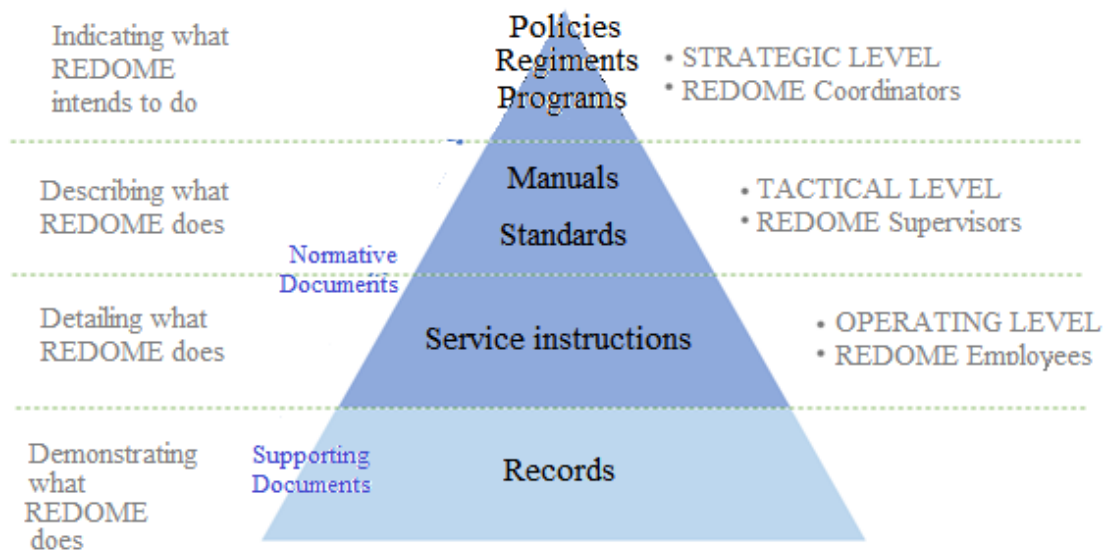 Indicating what
REDOME
intends to do
Policies
Regiments
Programs
• STRATEGIC LEVEL
• REDOME Coordinators
Describing what
REDOME does
Manuals
Standards
• TACTICAL LEVEL
• REDOME Supervisors
Normative
Documents
Detailing what
REDOME does
Service instructions
• OPERATING LEVEL
• REDOME Employees
Demonstrating
what
REDOME
does
Supporting
Documents
Records